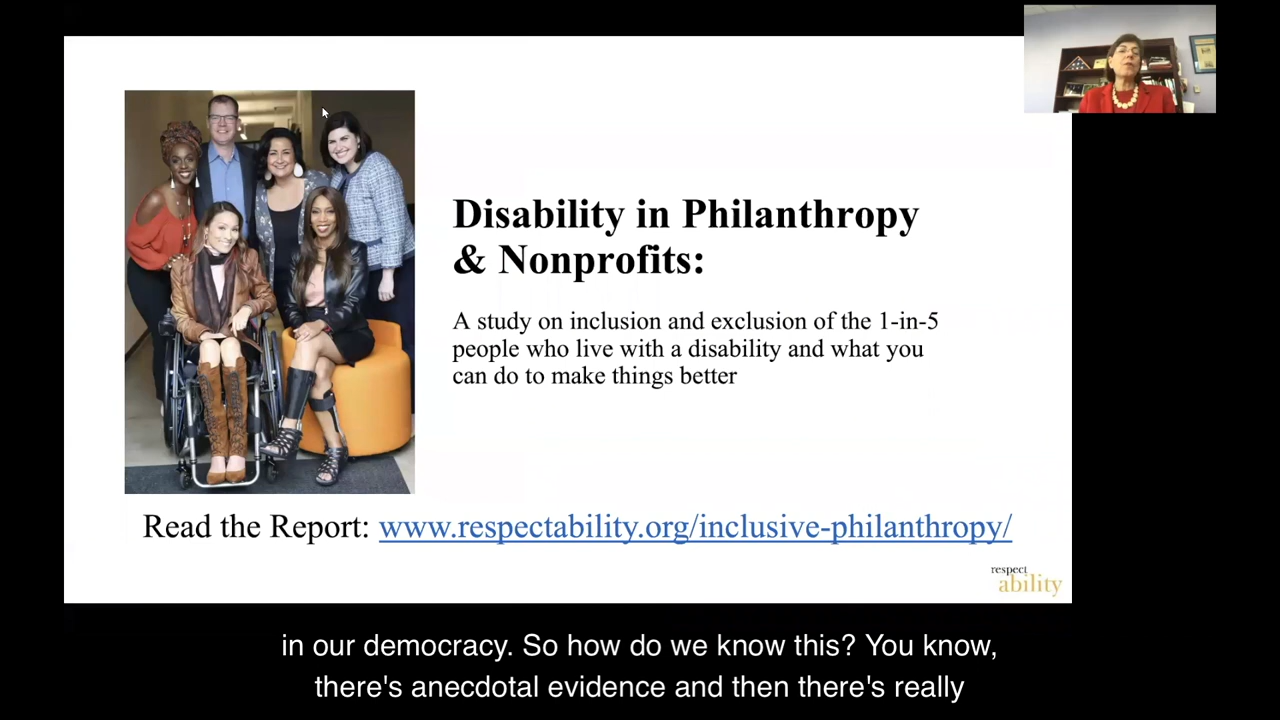 Disability in Philanthropy
& Nonprofits:
A study on inclusion and exclusion of the 1-in-5
people who live with a disability and what you
can do to make things better
Read the Report: www.respectability.org/inclusive-philanthropy/
respect
ability
in our democracy. So how do we know this? You know,
there's anecdotal evidence and then there's really